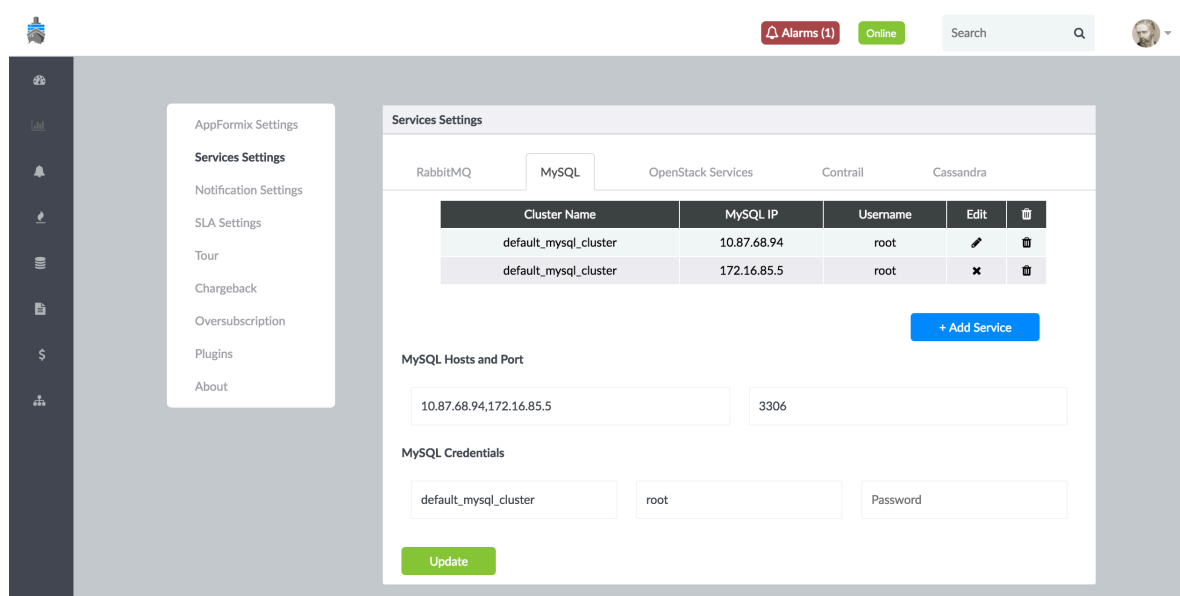 Alarms (1) Online Search
AppFormix Settings
Services Settings
Notification Settings
SLA Settings
Tour
Chargeback
Oversubscription
Plugins
About
Services Settings
RabbitMQ MySQL OpenStack Services Contrail Cassandra
Cluster Name MySQL IP Username Edit
default_mysql_cluster 10.87.68.94 root
default_mysql_cluster 172.16.85.5 root
+ Add Service
MySQL Hosts and Port
10.87.68.94,172.16.85.5 3306
MySQL Credentials
default_mysql_cluster root Password
Update